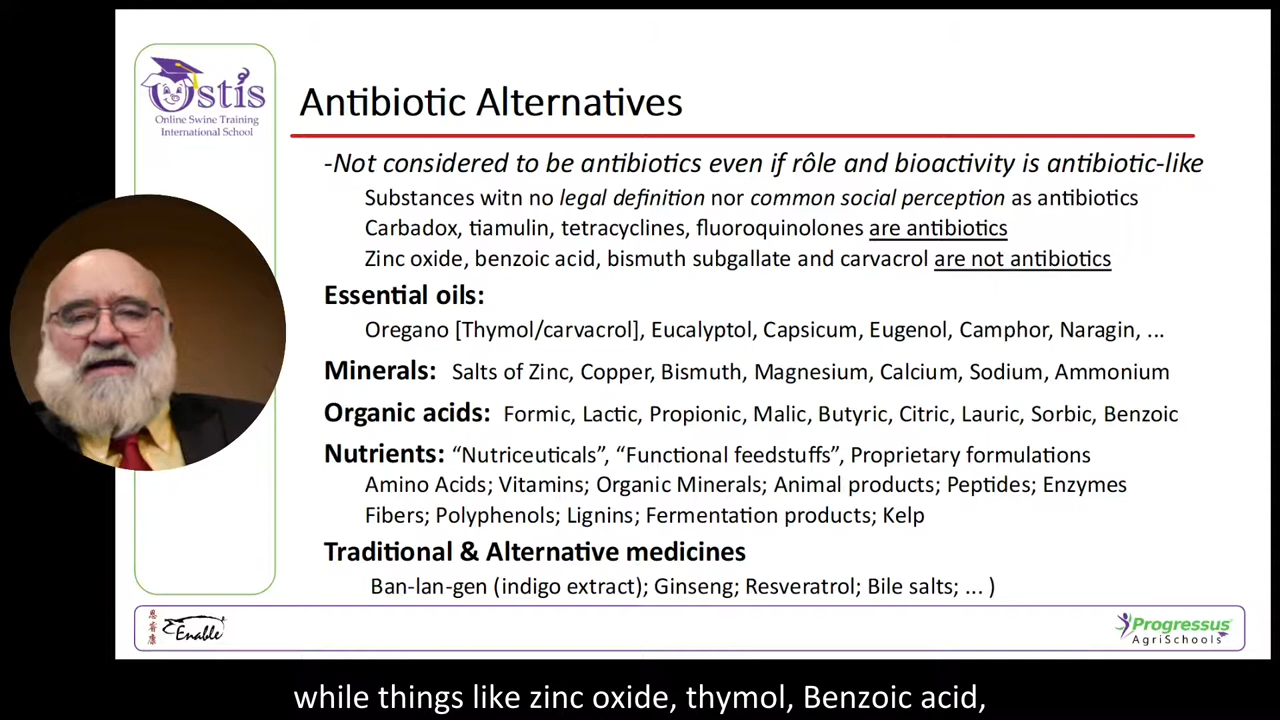 Ostis
Online Swine Training
International School
Antibiotic Alternatives
-Not considered to be antibiotics even if rôle and bioactivity is antibiotic-like
Substances witn no legal definition nor common social perception as antibiotics
Carbadox, tiamulin, tetracyclines, fluoroquinolones are antibiotics
Zinc oxide, benzoic acid, bismuth subgallate and carvacrol are not antibiotics
Essential oils:
Oregano [Thymol/carvacrol], Eucalyptol, Capsicum, Eugenol, Camphor, Naragin, ...
Minerals: Salts of Zinc, Copper, Bismuth, Magnesium, Calcium, Sodium, Ammonium
Organic acids: Formic, Lactic, Propionic, Malic, Butyric, Citric, Lauric, Sorbic, Benzoic
Nutrients: “Nutriceuticals”, “Functional feedstuffs”, Proprietary formulations
Amino Acids; Vitamins; Organic Minerals; Animal products; Peptides; Enzymes
Fibers; Polyphenols; Lignins; Fermentation products; Kelp
Traditional & Alternative medicines
Ban-lan-gen (indigo extract); Ginseng; Resveratrol; Bile salts; ... )
Enable
Progressus
AgriSchools
while things like zinc oxide, thymol, Benzoic acid,